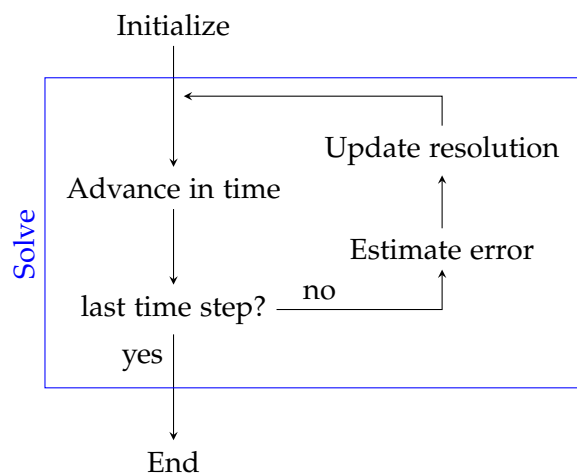 Initialize
Update resolution
Advance in time
Solve
Estimate error
last time step?
no
yes
End